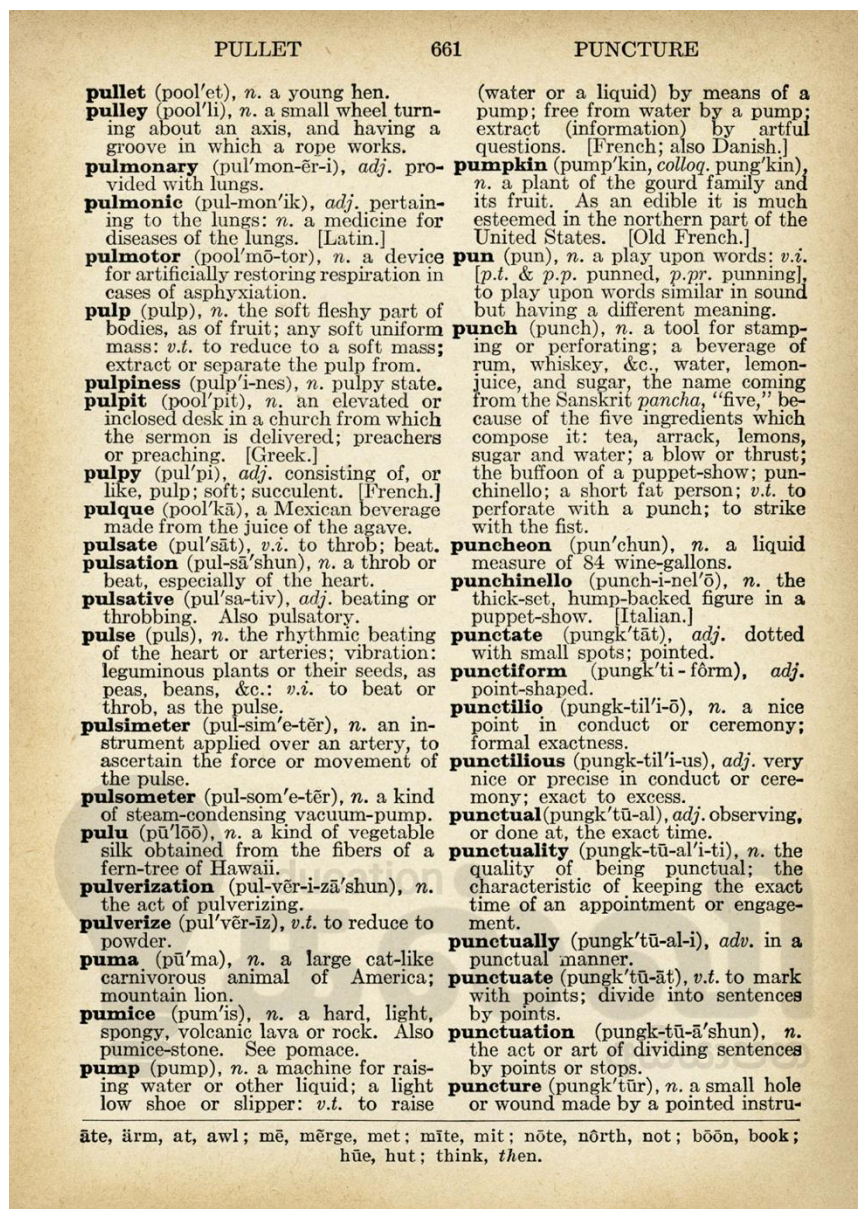 PULLET 661 PUNCTURE
pullet (pool′et), n. a young hen.
pulley (pool′li), n. a small wheel turn-
ing about an axis, and having a
groove in which a rope works.
pulmonary (pul′mon-ẽr-i), adj. pro-
vided with lungs.
pulmonic (pul-mon′ik), adj. pertain-
ing to the lungs: n. a medicine for
diseases of the lungs. [Latin.]
pulmotor (pool′mō-tor), n. a device
for artificially restoring respiration in
cases of asphyxiation.
pulp (pulp), n. the soft fleshy part of
bodies, as of fruit; any soft uniform
mass: v.t. to reduce to a soft mass;
extract or separate the pulp from.
pulpiness (pulp′i-nes), n. pulpy state.
pulpit (pool′pit), n. an elevated or
inclosed desk in a church from which
the sermon is delivered; preachers
or preaching. [Greek.]
pulpy (pul′pi), adj. consisting of, or
like, pulp; soft; succulent. [French.]
pulque (pool′kā), a Mexican beverage
made from the juice of the agave.
pulsate (pul′sāt), v.i. to throb; beat.
pulsation (pul-sā′shun), n. a throb or
beat, especially of the heart.
pulsative (pul′sa-tiv), adj. beating or
throbbing. Also pulsatory.
pulse (puls), n. the rhythmic beating
of the heart or arteries; vibration:
leguminous plants or their seeds, as
peas, beans, &c.: v.i. to beat or
throb, as the pulse.
pulsimeter (pul-sim′e-tẽr), n. an in-
strument applied over an artery, to
ascertain the force or movement of
the pulse.
pulsometer (pul-som′e-tẽr), n. a kind
of steam-condensing vacuum-pump.
pulu (pū′lōō), n. a kind of vegetable
silk obtained from the fibers of a
fern-tree of Hawaii.
pulverization (pul-vẽr-i-zā′shun), n.
the act of pulverizing.
pulverize (pul′vẽr-īz), v.t. to reduce to
powder.
puma (pū′ma), n. a large cat-like
carnivorous animal of America;
mountain lion.
pumice (pum′is), n. a hard, light,
spongy, volcanic lava or rock. Also
pumice-stone. See pomace.
pump (pump), n. a machine for rais-
ing water or other liquid; a light
low shoe or slipper: v.t. to raise
(water or a liquid) by means of a
pump; free from water by a pump;
extract (information) by artful
questions. [French; also Danish.]
pumpkin (pump′kin, colloq. pung′kin),
n. a plant of the gourd family and
its fruit. As an edible it is much
esteemed in the northern part of the
United States. [Old French.]
pun (pun), n. a play upon words: v.i.
[p.t. & p.p. punned, p.pr. punning],
to play upon words similar in sound
but having a different meaning.
punch (punch), n. a tool for stamp-
ing or perforating; a beverage of
rum, whiskey, &c., water, lemon-
juice, and sugar, the name coming
from the Sanskrit pancha, “five,” be-
cause of the five ingredients which
compose it: tea, arrack, lemons,
sugar and water; a blow or thrust;
the buffoon of a puppet-show; pun-
chinello; a short fat person; v.t. to
perforate with a punch; to strike
with the fist.
puncheon (pun′chun), n. a liquid
measure of 84 wine-gallons.
punchinello (punch-i-nel′ō), n. the
thick-set, hump-backed figure in a
puppet-show. [Italian.]
punctate (pungk′tāt), adj. dotted
with small spots; pointed.
punctiform (pungk′ti-fôrm), adj.
point-shaped.
punctilio (pungk-til′i-ō), n. a nice
point in conduct or ceremony;
formal exactness.
punctilious (pungk-til′i-us), adj. very
nice or precise in conduct or cere-
mony; exact to excess.
punctual (pungk′tū-al), adj. observing,
or done at, the exact time.
punctuality (pungk-tū-al′i-ti), n. the
quality of being punctual; the
characteristic of keeping the exact
time of an appointment or engage-
ment.
punctually (pungk′tū-al-i), adv. in a
punctual manner.
punctuate (pungk′tū-āt), v.t. to mark
with points; divide into sentences
by points.
punctuation (pungk-tū-ā′shun), n.
the act or art of dividing sentences
by points or stops.
puncture (pungk′tūr), n. a small hole
or wound made by a pointed instru-
āte, ärm, at, awl; mē, mẽrge, met; mīte, mit; nōte, nôrth, not; bōōn, book;
hūe, hut; think, then.